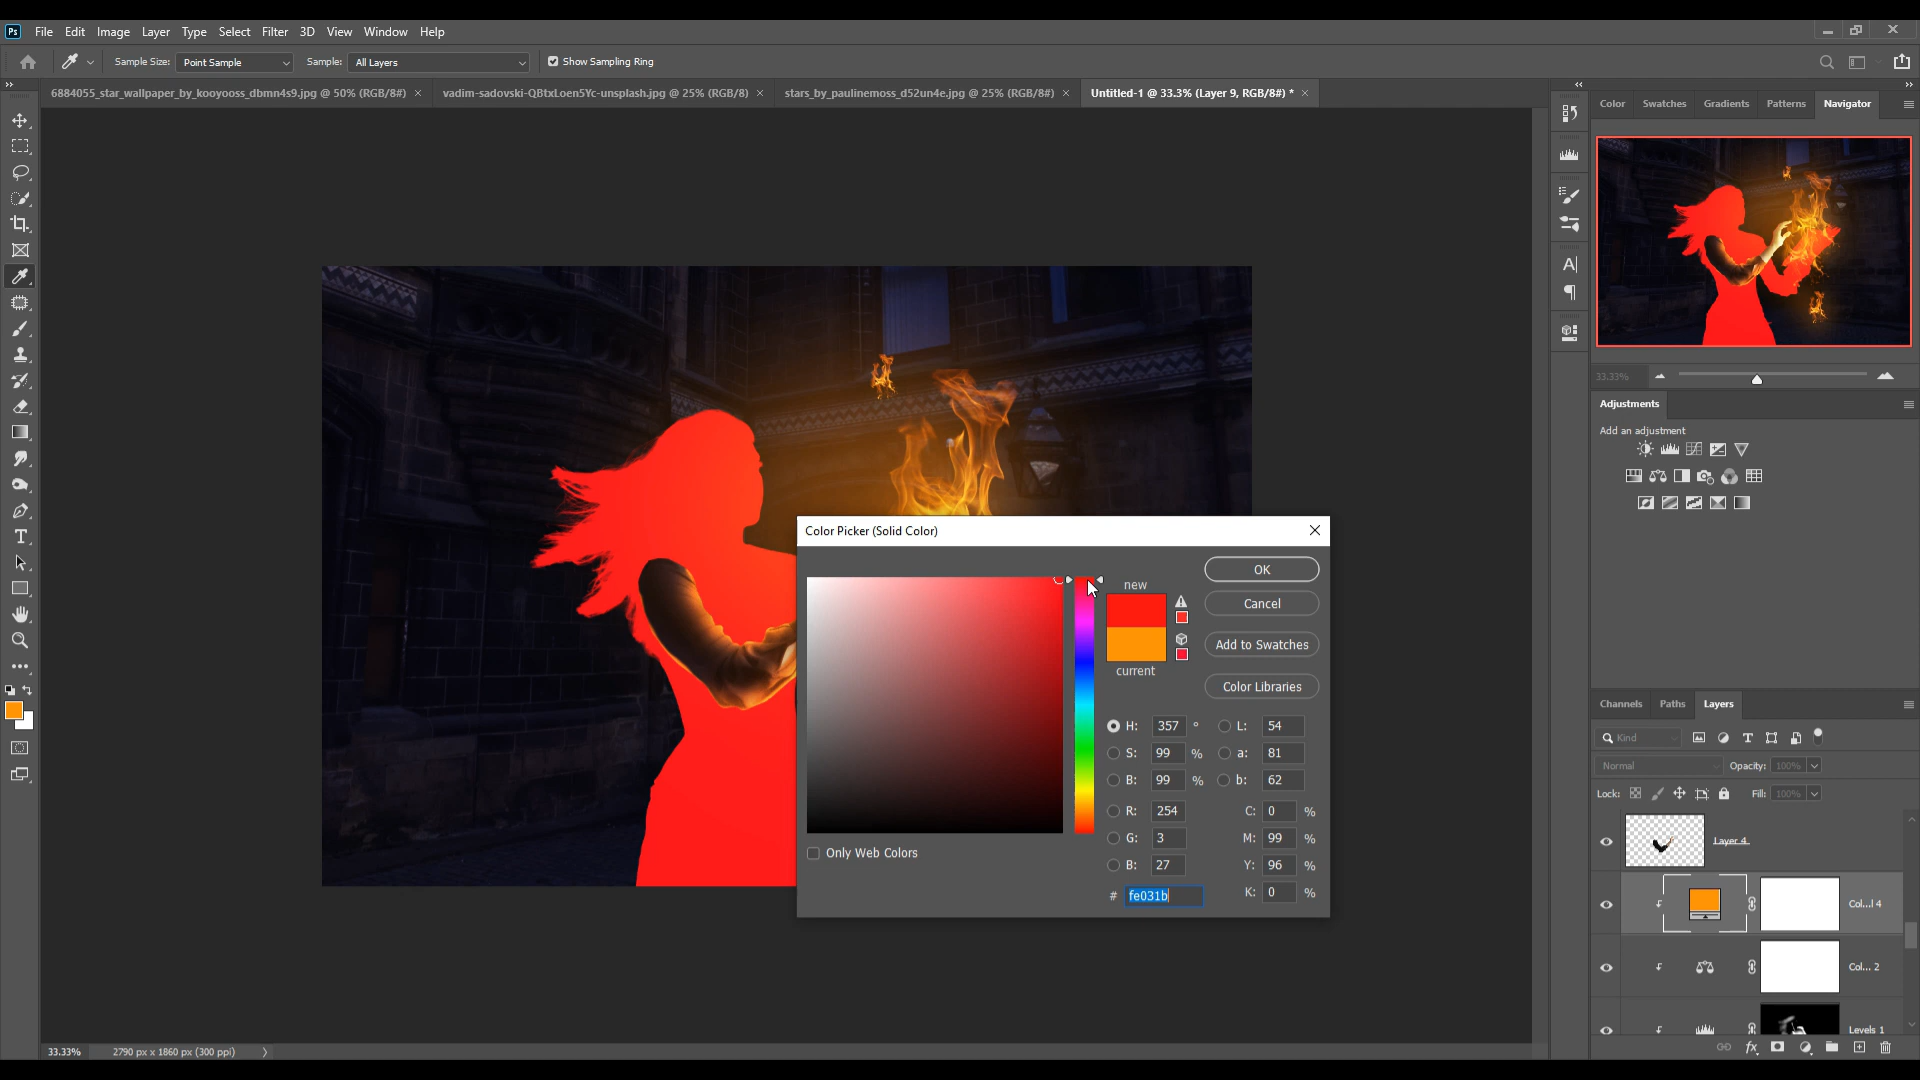 Ps File Edit Image Layer Type Select Filter 3D View Window Help
Sample Size: Point Sample Sample: All Layers Show Sampling Ring
6884055_star_wallpaper_by_kooyooss_dbmn4s9.jpg @ 50% (RGB/8#) vadim-sadovski-QBtxLoen5Yc-unsplash.jpg @ 25% (RGB/8) stars_by_paulinemoss_d52un4e.jpg @ 25% (RGB/8#) Untitled-1 @ 33.3% (Layer 9, RGB/8#) *
Color Swatches Gradients Patterns Navigator
33.33%
Adjustments
Add an adjustment
Color Picker (Solid Color)
OK
new
Cancel
Add to Swatches
current
Color Libraries
H: 357 ° L: 54
S: 99 % a: 81
B: 99 % b: 62
R: 254 C: 0 %
G: 3 M: 99 %
Only Web Colors
B: 27 Y: 96 %
# fe031b K: 0 %
Channels Paths Layers
Kind
Normal Opacity: 100%
Lock: Fill: 100%
Layer 4
Col...l 4
Col... 2
Levels 1
fx
33.33% 2790 px x 1860 px (300 ppi)